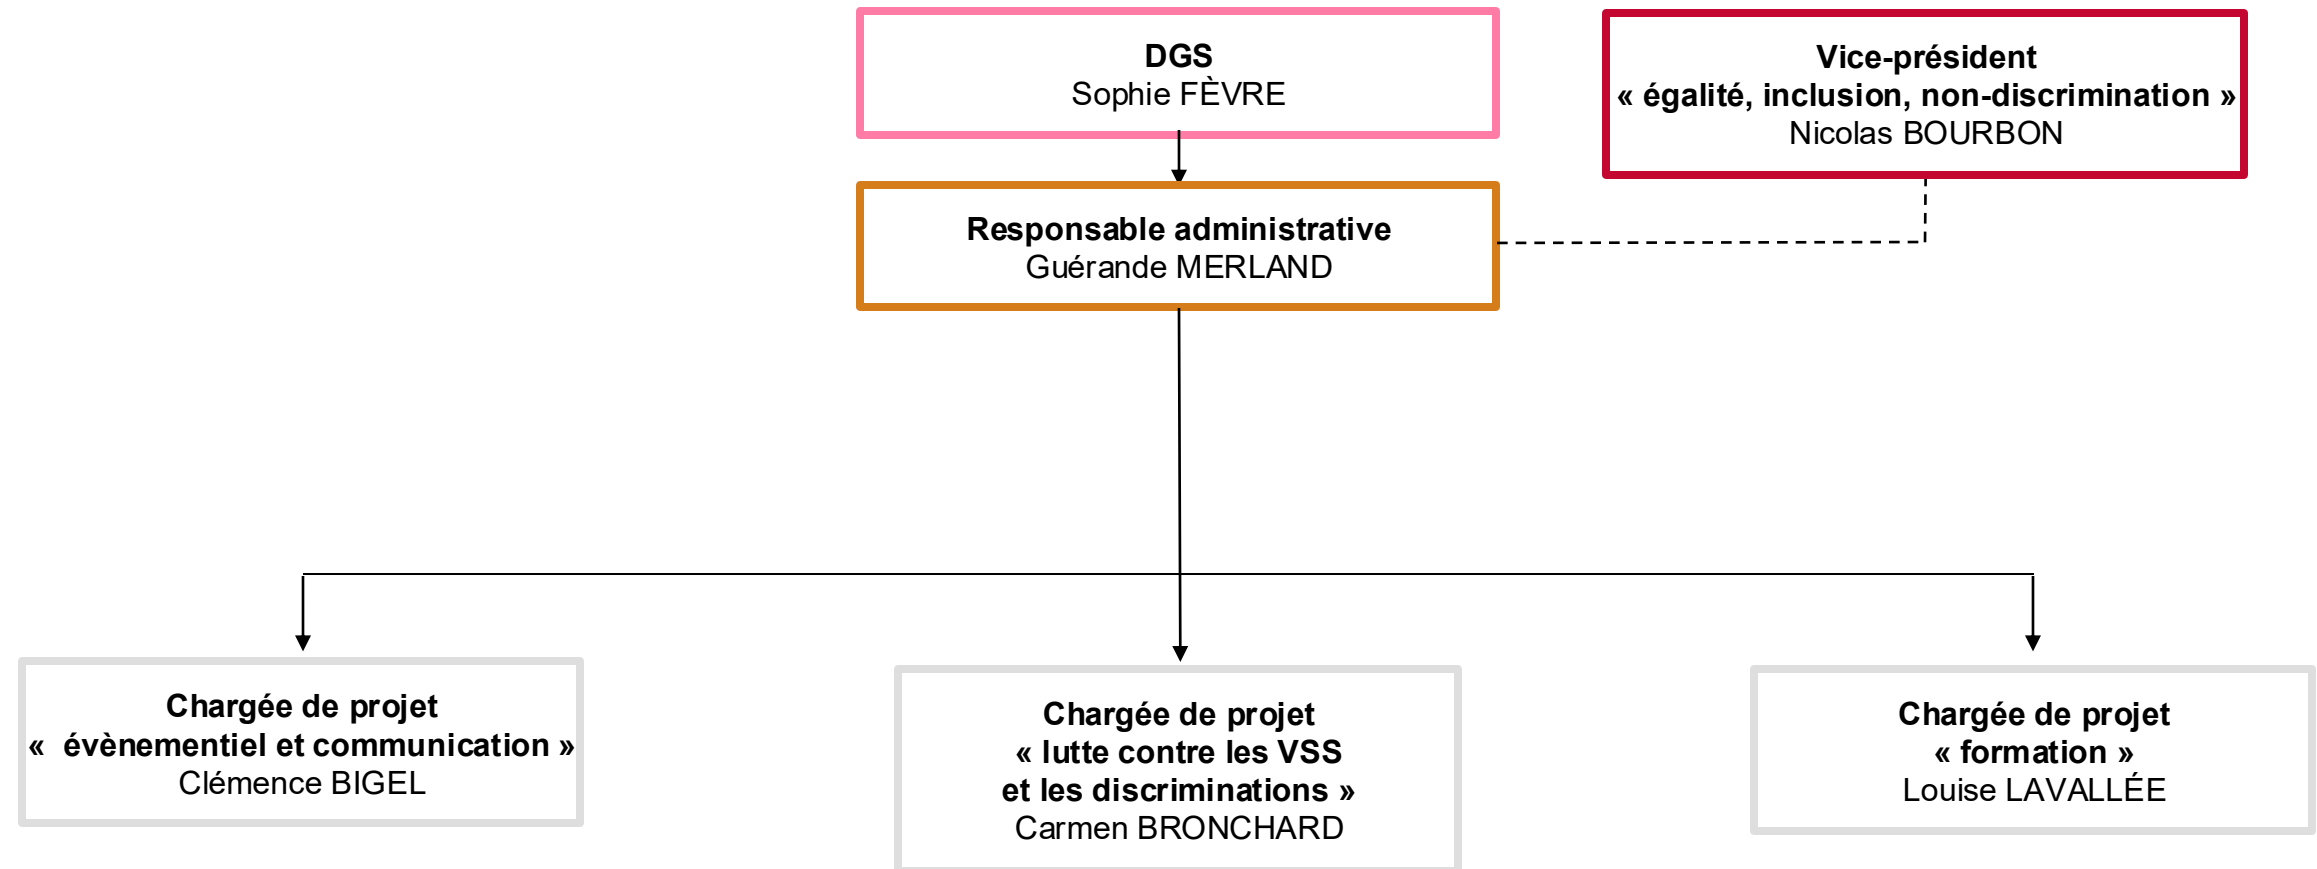 DGS
Sophie FÈVRE
Vice-président
« égalité, inclusion, non-discrimination »
Nicolas BOURBON
Responsable administrative
Guérande MERLAND
Chargée de projet
« évènementiel et communication »
Clémence BIGEL
Chargée de projet
« lutte contre les VSS
et les discriminations »
Carmen BRONCHARD
Chargée de projet
« formation »
Louise LAVALLÉE